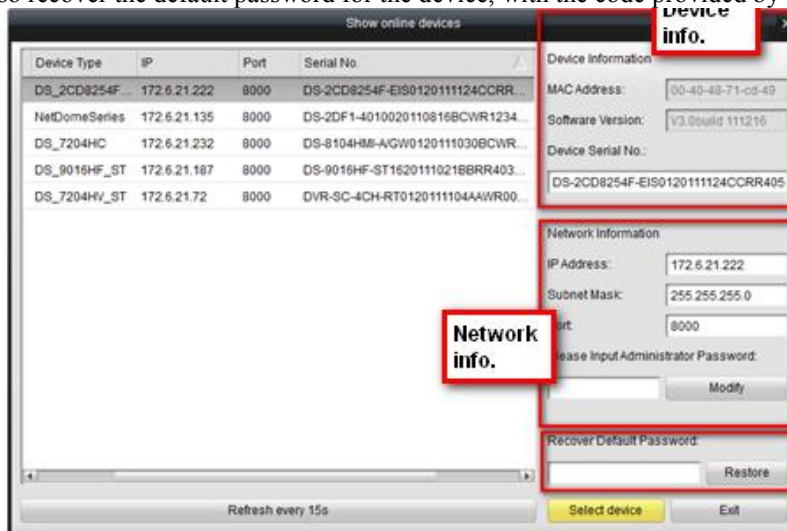 so recover the default password for the device, with the code provided by
Show online devices
Device
info.
Device Type IP Port Serial No.
DS_2CD8254F... 172.6.21.222 8000 DS-2CD8254F-EIS0120111124CCRR...
NetDomeSeries 172.6.21.135 8000 DS-2DF1-4010020110816BCWR1234...
DS_7204HC 172.6.21.232 8000 DS-8104HMI-A/GW0120111030BCWR...
DS_9016HF_ST 172.6.21.187 8000 DS-9016HF-ST1620111021BBRR403...
DS_7204HV_ST 172.6.21.72 8000 DVR-SC-4CH-RT0120111104AAWR00...
Device Information
MAC Address: 00-40-48-71-cd-49
Software Version: V3.0build 111216
Device Serial No.:
DS-2CD8254F-EIS0120111124CCRR405
Network Information
IP Address: 172.6.21.222
Subnet Mask: 255.255.255.0
ort: 8000
ease Input Administrator Password:
Modify
Network
info.
Recover Default Password:
Restore
Refresh every 15s
Select device Exit